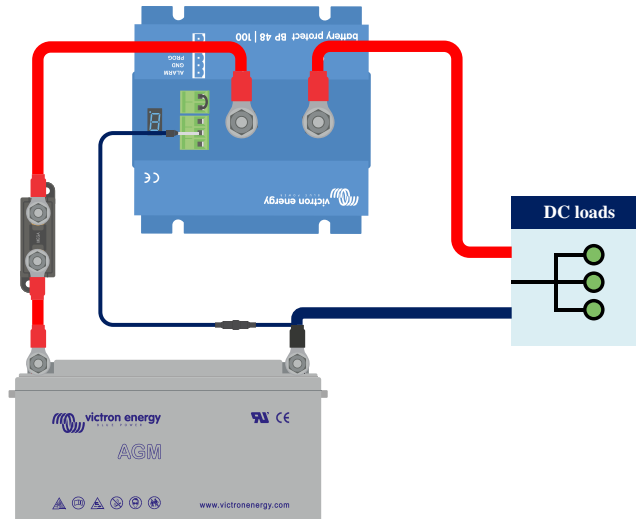 battery protect BP 48 | 100
PROG
GND
ALARM
CE
victron energy
BLUE POWER
DC loads
victron energy
BLUE POWER
CE
AGM
www.victronenergy.com